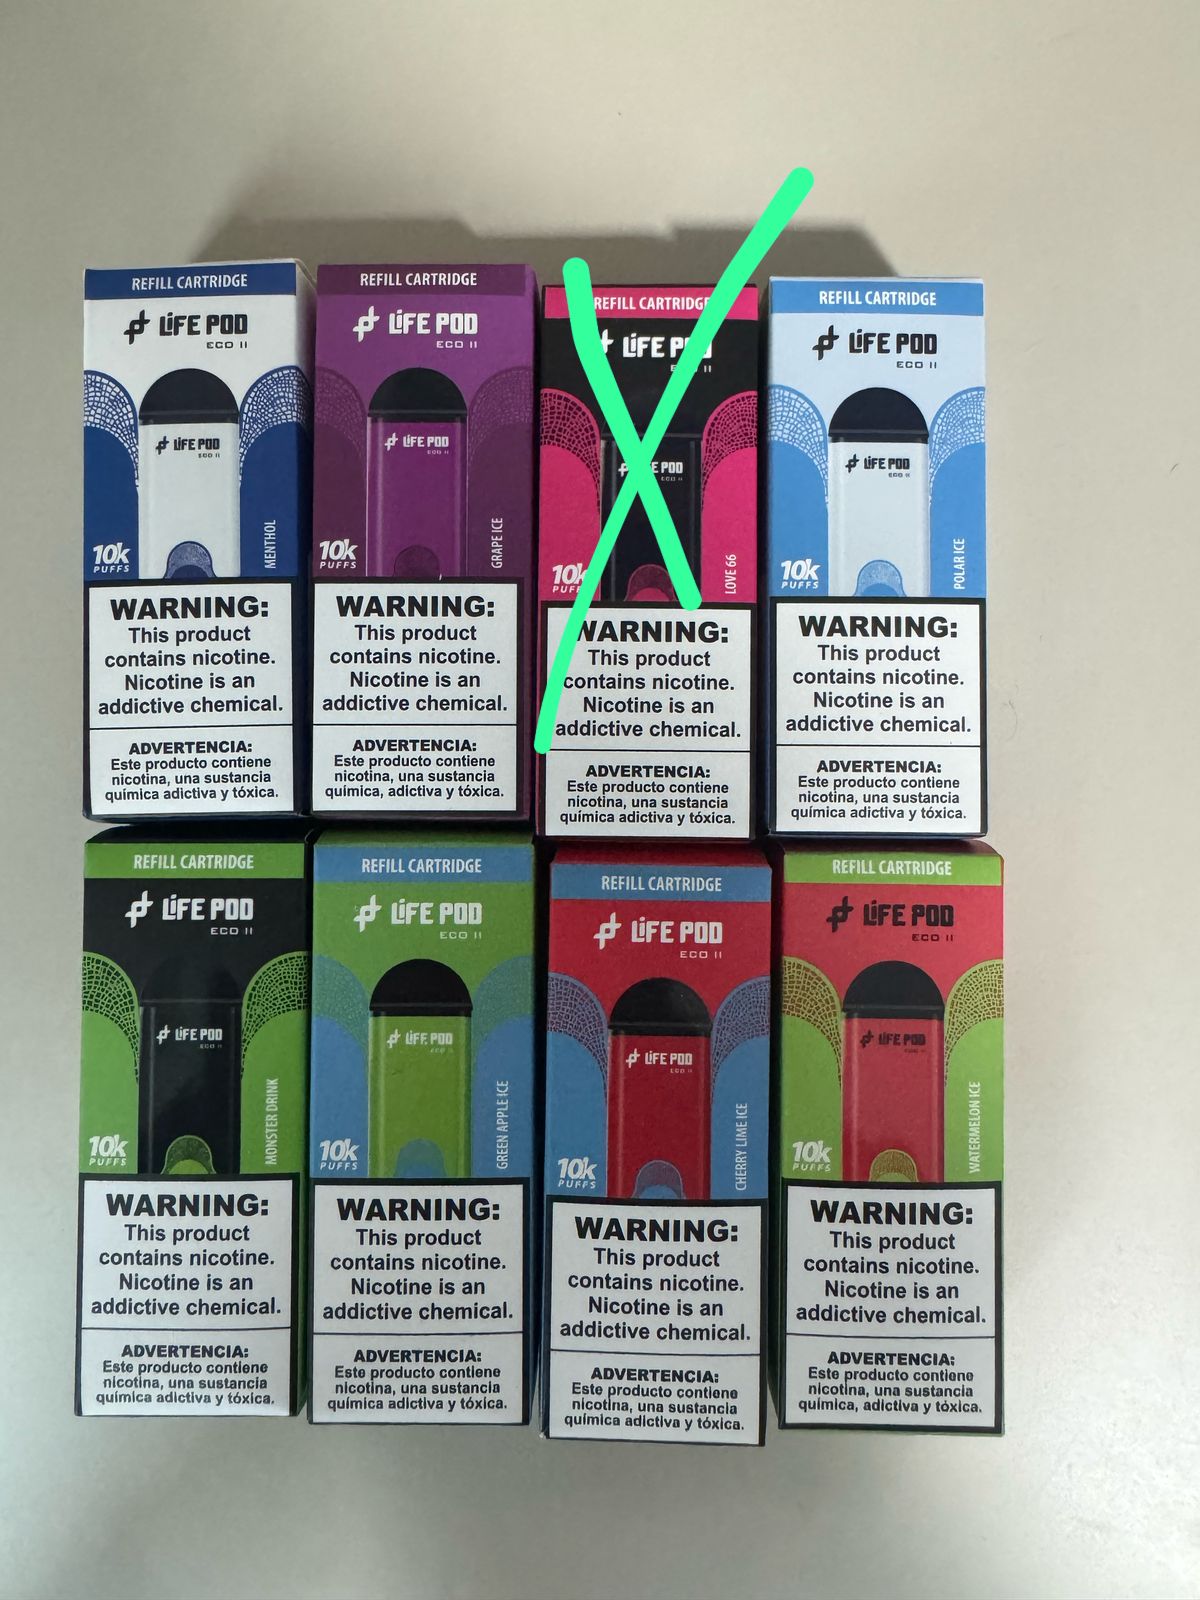 REFILL CARTRIDGE
LiFE POD
ECO II
LiFE POD
ECO II
MENTHOL
10k
PUFFS
WARNING:
This product
contains nicotine.
Nicotine is an
addictive chemical.
ADVERTENCIA:
Este producto contiene
nicotina, una sustancia
química adictiva y tóxica.
REFILL CARTRIDGE
LiFE POD
ECO II
LiFE POD
ECO II
GRAPE ICE
10k
PUFFS
WARNING:
This product
contains nicotine.
Nicotine is an
addictive chemical.
ADVERTENCIA:
Este producto contiene
nicotina, una sustancia
química, adictiva y tóxica.
REFILL CARTRIDGE
LiFE POD
ECO II
LiFE POD
ECO II
LOVE 66
10k
PUFFS
WARNING:
This product
contains nicotine.
Nicotine is an
addictive chemical.
ADVERTENCIA:
Este producto contiene
nicotina, una sustancia
química adictiva y tóxica.
REFILL CARTRIDGE
LiFE POD
ECO II
LiFE POD
ECO II
POLAR ICE
10k
PUFFS
WARNING:
This product
contains nicotine.
Nicotine is an
addictive chemical.
ADVERTENCIA:
Este producto contiene
nicotina, una sustancia
química adictiva y tóxica.
REFILL CARTRIDGE
LiFE POD
ECO II
LiFE POD
ECO II
MONSTER DRINK
10k
PUFFS
WARNING:
This product
contains nicotine.
Nicotine is an
addictive chemical.
ADVERTENCIA:
Este producto contiene
nicotina, una sustancia
química adictiva y tóxica.
REFILL CARTRIDGE
LiFE POD
ECO II
LiFE POD
ECO II
GREEN APPLE ICE
10k
PUFFS
WARNING:
This product
contains nicotine.
Nicotine is an
addictive chemical.
ADVERTENCIA:
Este producto contiene
nicotina, una sustancia
química adictiva y tóxica.
REFILL CARTRIDGE
LiFE POD
ECO II
LiFE POD
ECO II
CHERRY LIME ICE
10k
PUFFS
WARNING:
This product
contains nicotine.
Nicotine is an
addictive chemical.
ADVERTENCIA:
Este producto contiene
nicotina, una sustancia
química adictiva y tóxica.
REFILL CARTRIDGE
LiFE POD
ECO II
LiFE POD
ECO II
WATERMELON ICE
10k
PUFFS
WARNING:
This product
contains nicotine.
Nicotine is an
addictive chemical.
ADVERTENCIA:
Este producto contiene
nicotina, una sustancia
química, adictiva y tóxica.